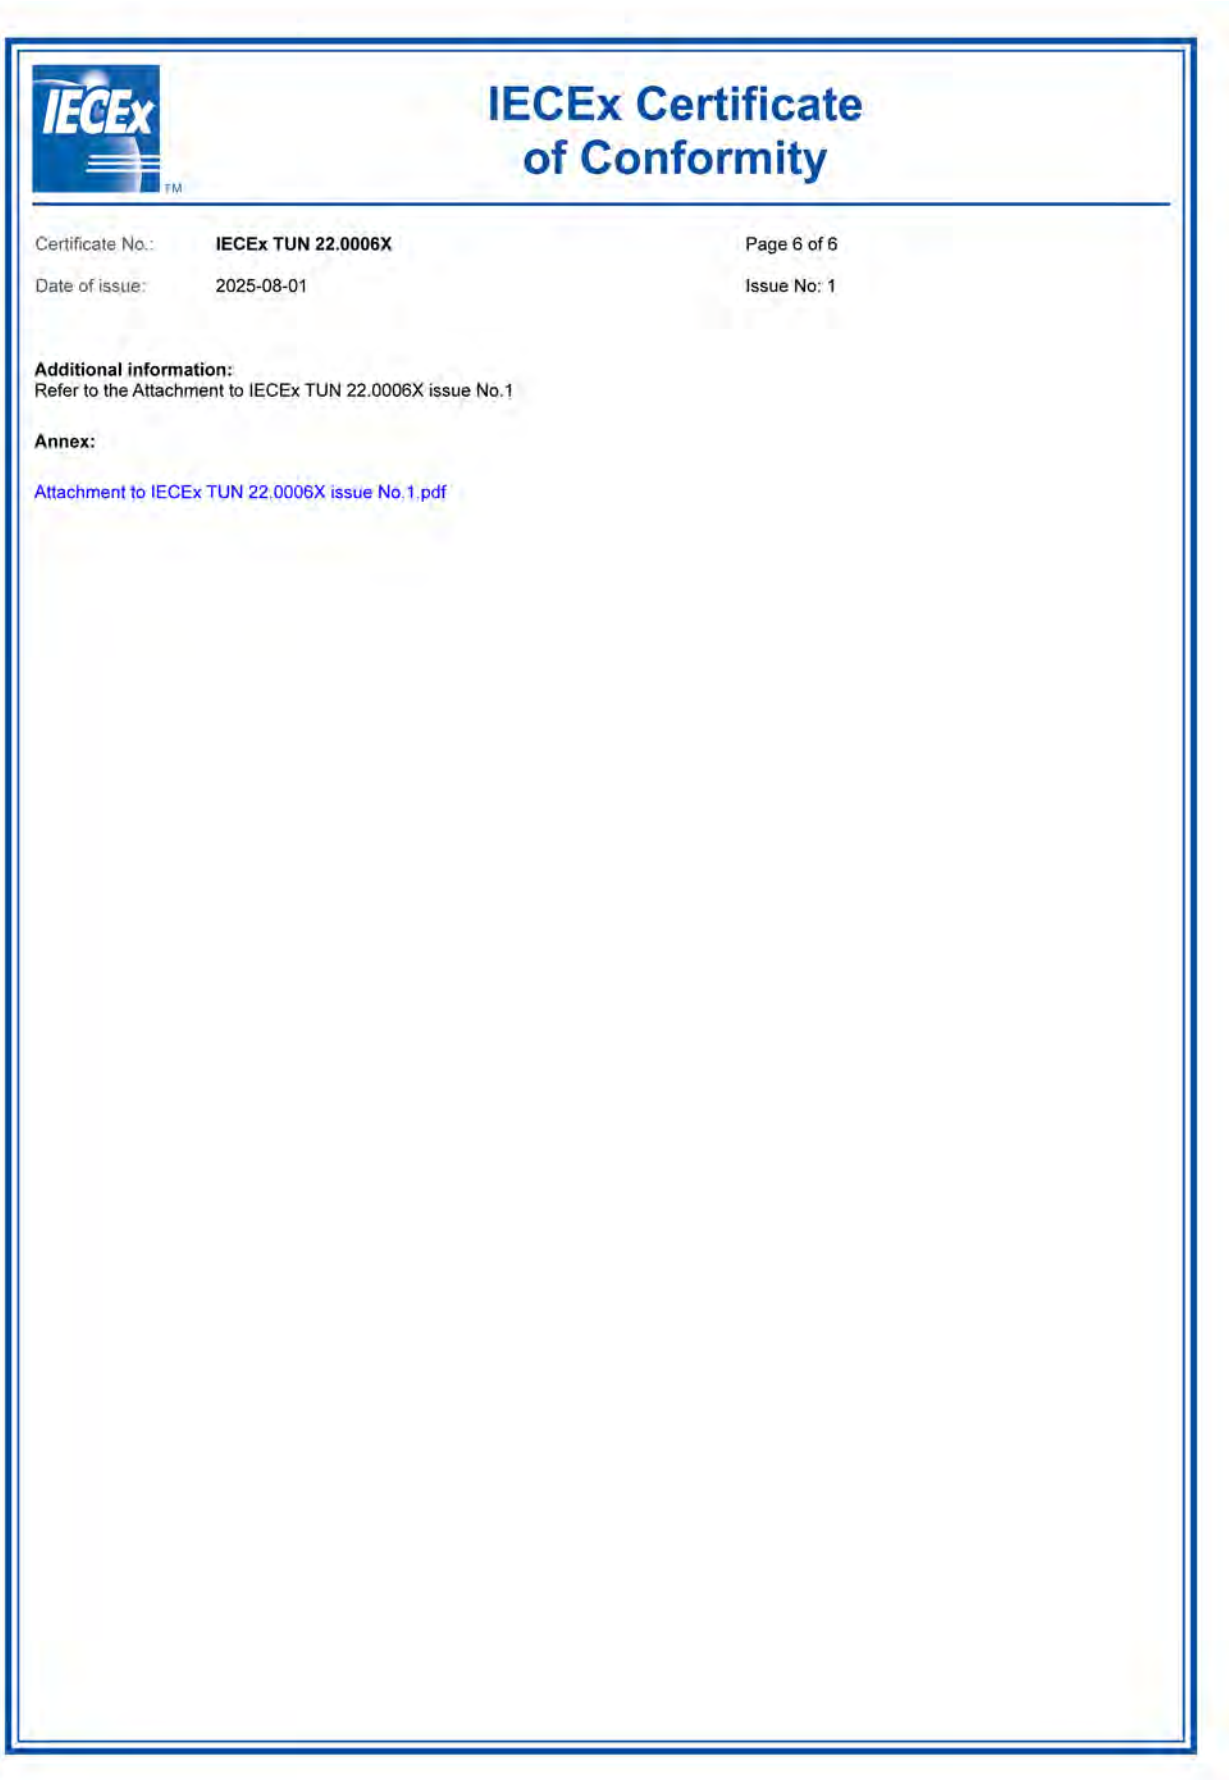 IECEx
TM
IECEx Certificate
of Conformity
Certificate No.: IECEx TUN 22.0006X Page 6 of 6
Date of issue: 2025-08-01 Issue No: 1
Additional information:
Refer to the Attachment to IECEx TUN 22.0006X issue No.1
Annex:
Attachment to IECEx TUN 22.0006X issue No.1.pdf